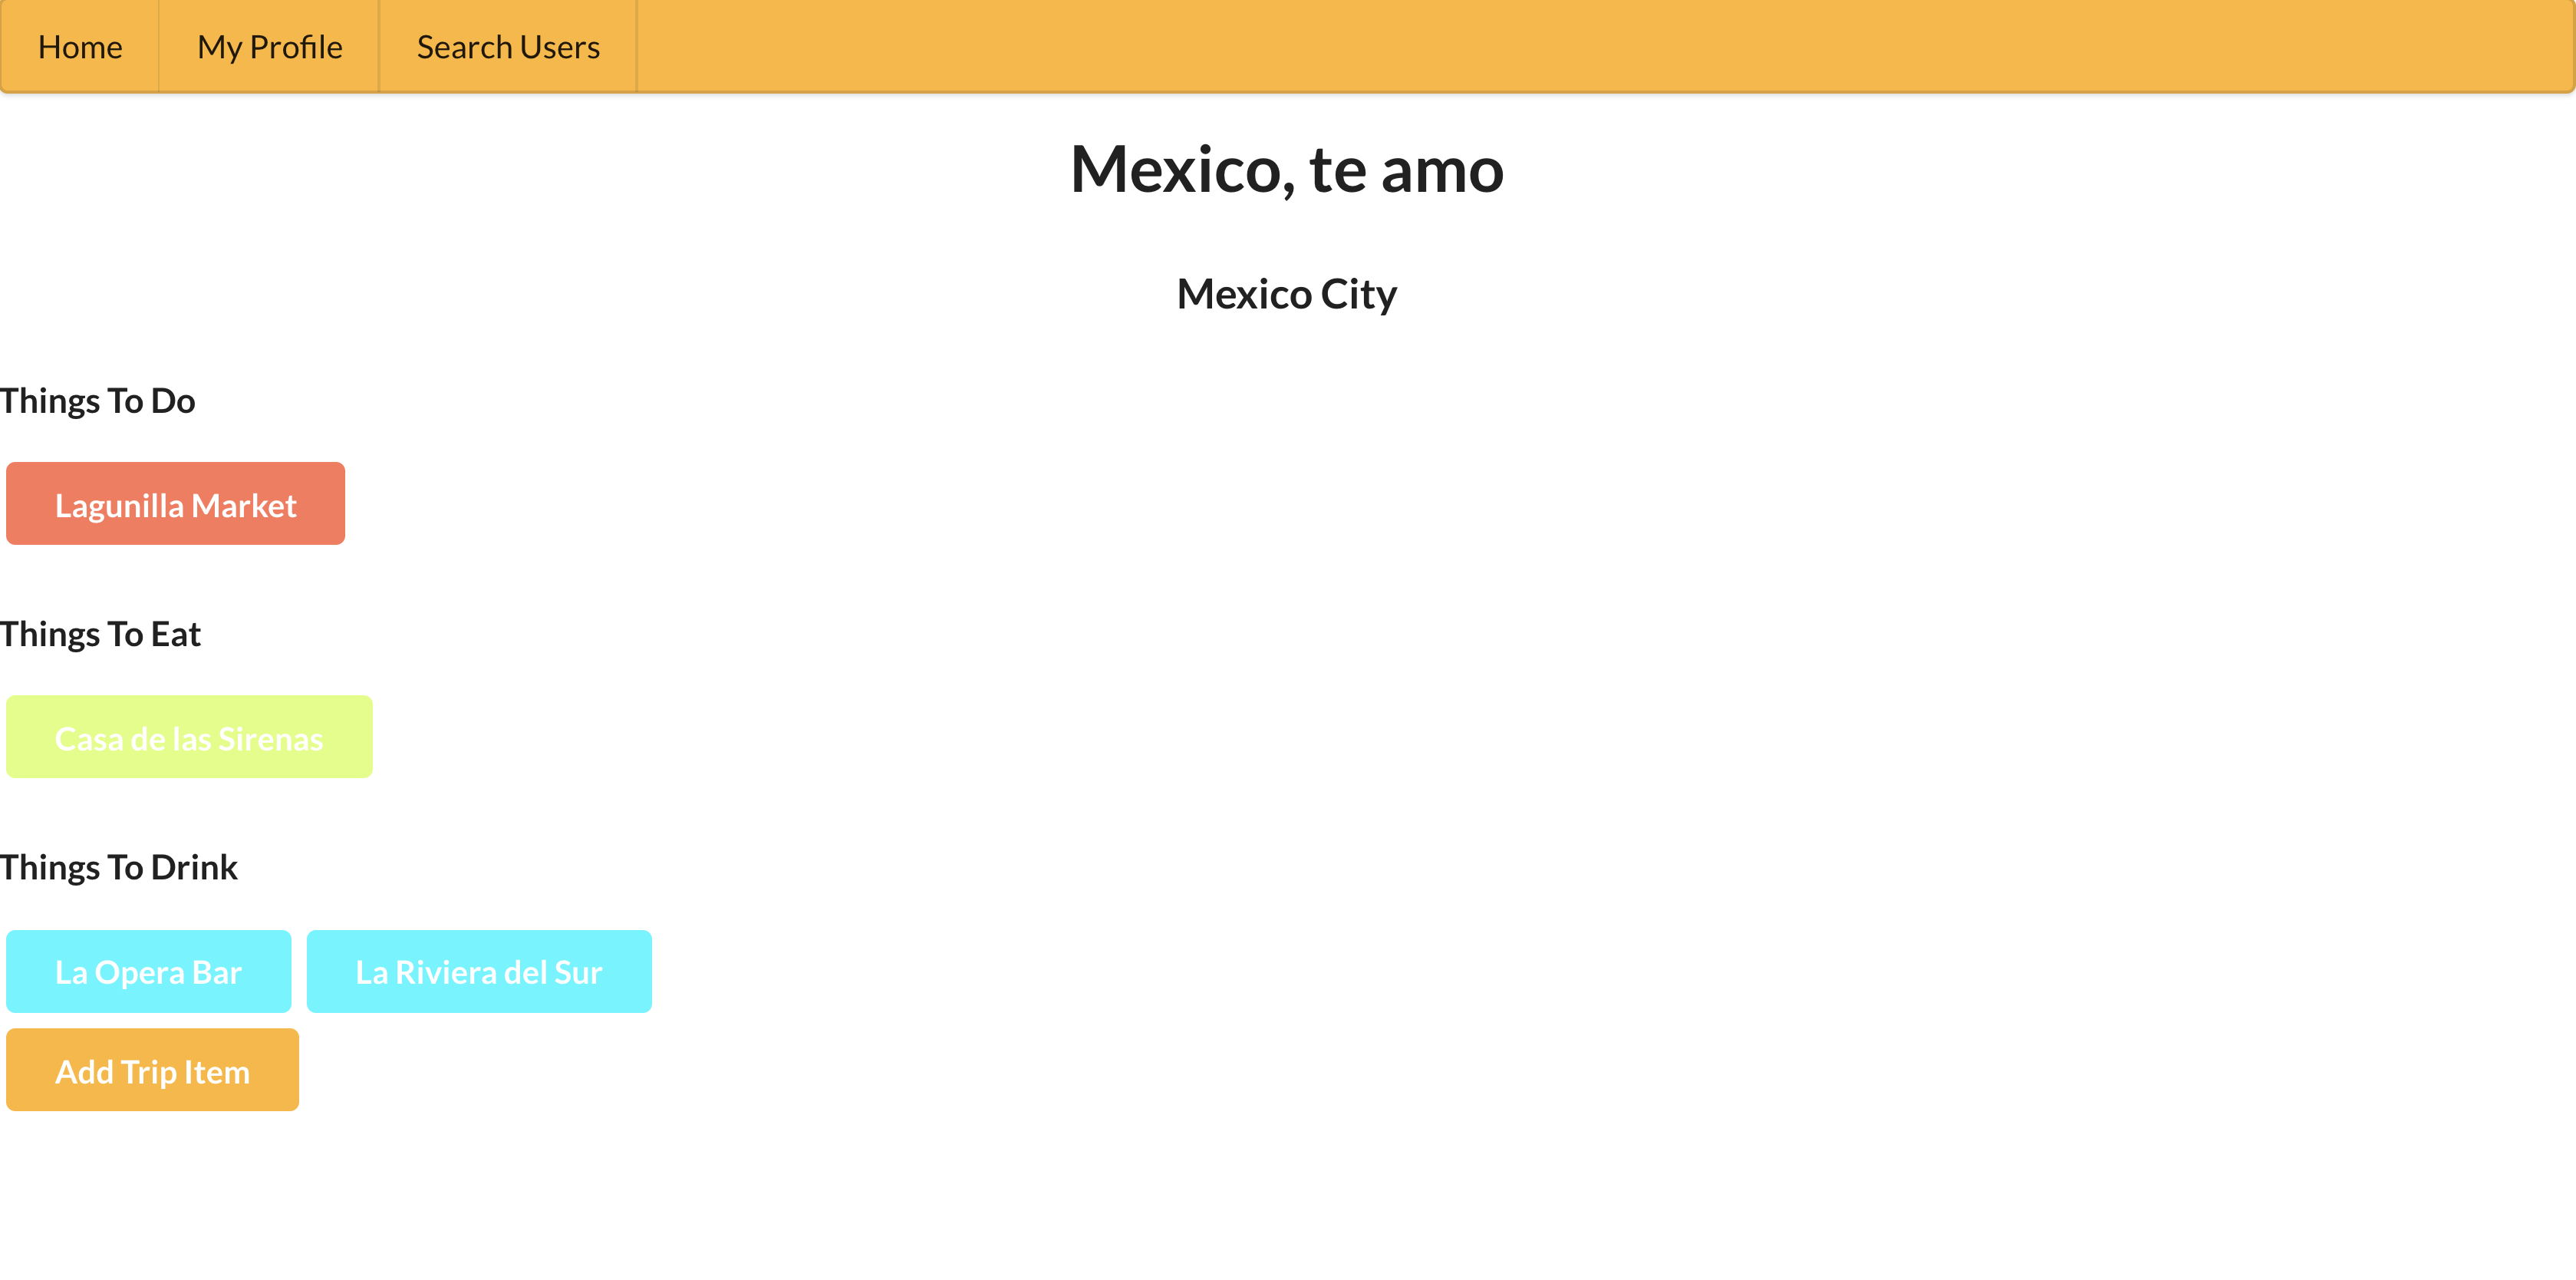 Home My Profile Search Users
Mexico, te amo
Mexico City
Things To Do
Lagunilla Market
Things To Eat
Casa de las Sirenas
Things To Drink
La Opera Bar La Riviera del Sur
Add Trip Item